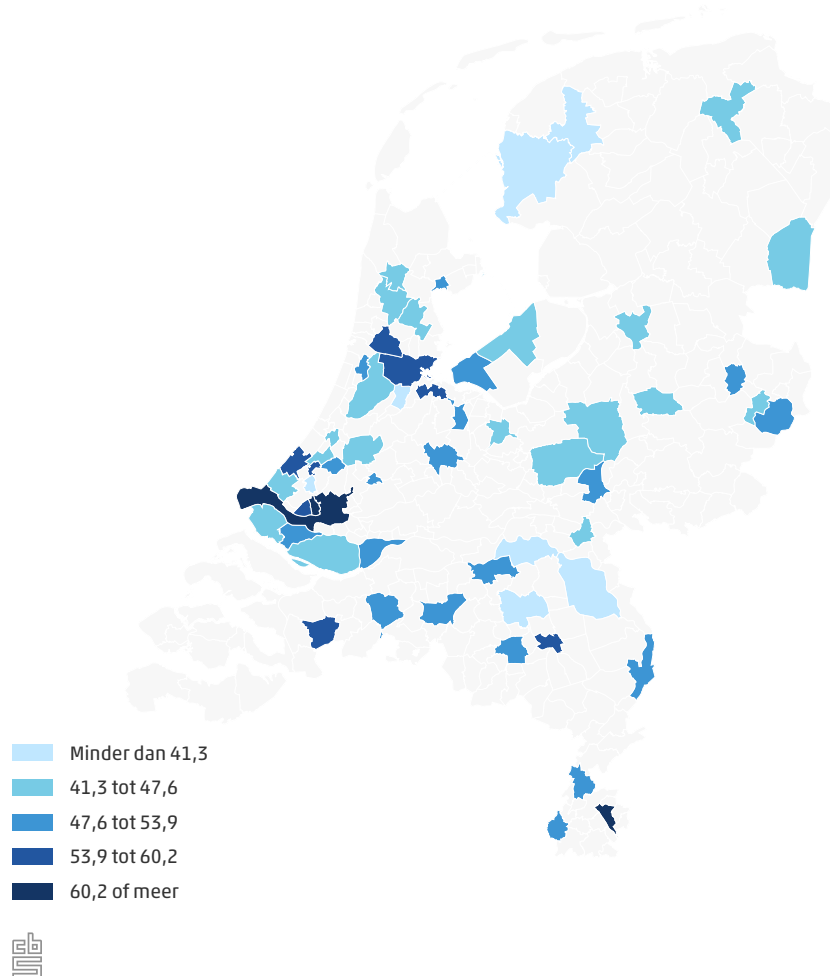 Minder dan 41,3
41,3 tot 47,6
47,6 tot 53,9
53,9 tot 60,2
60,2 of meer
cb